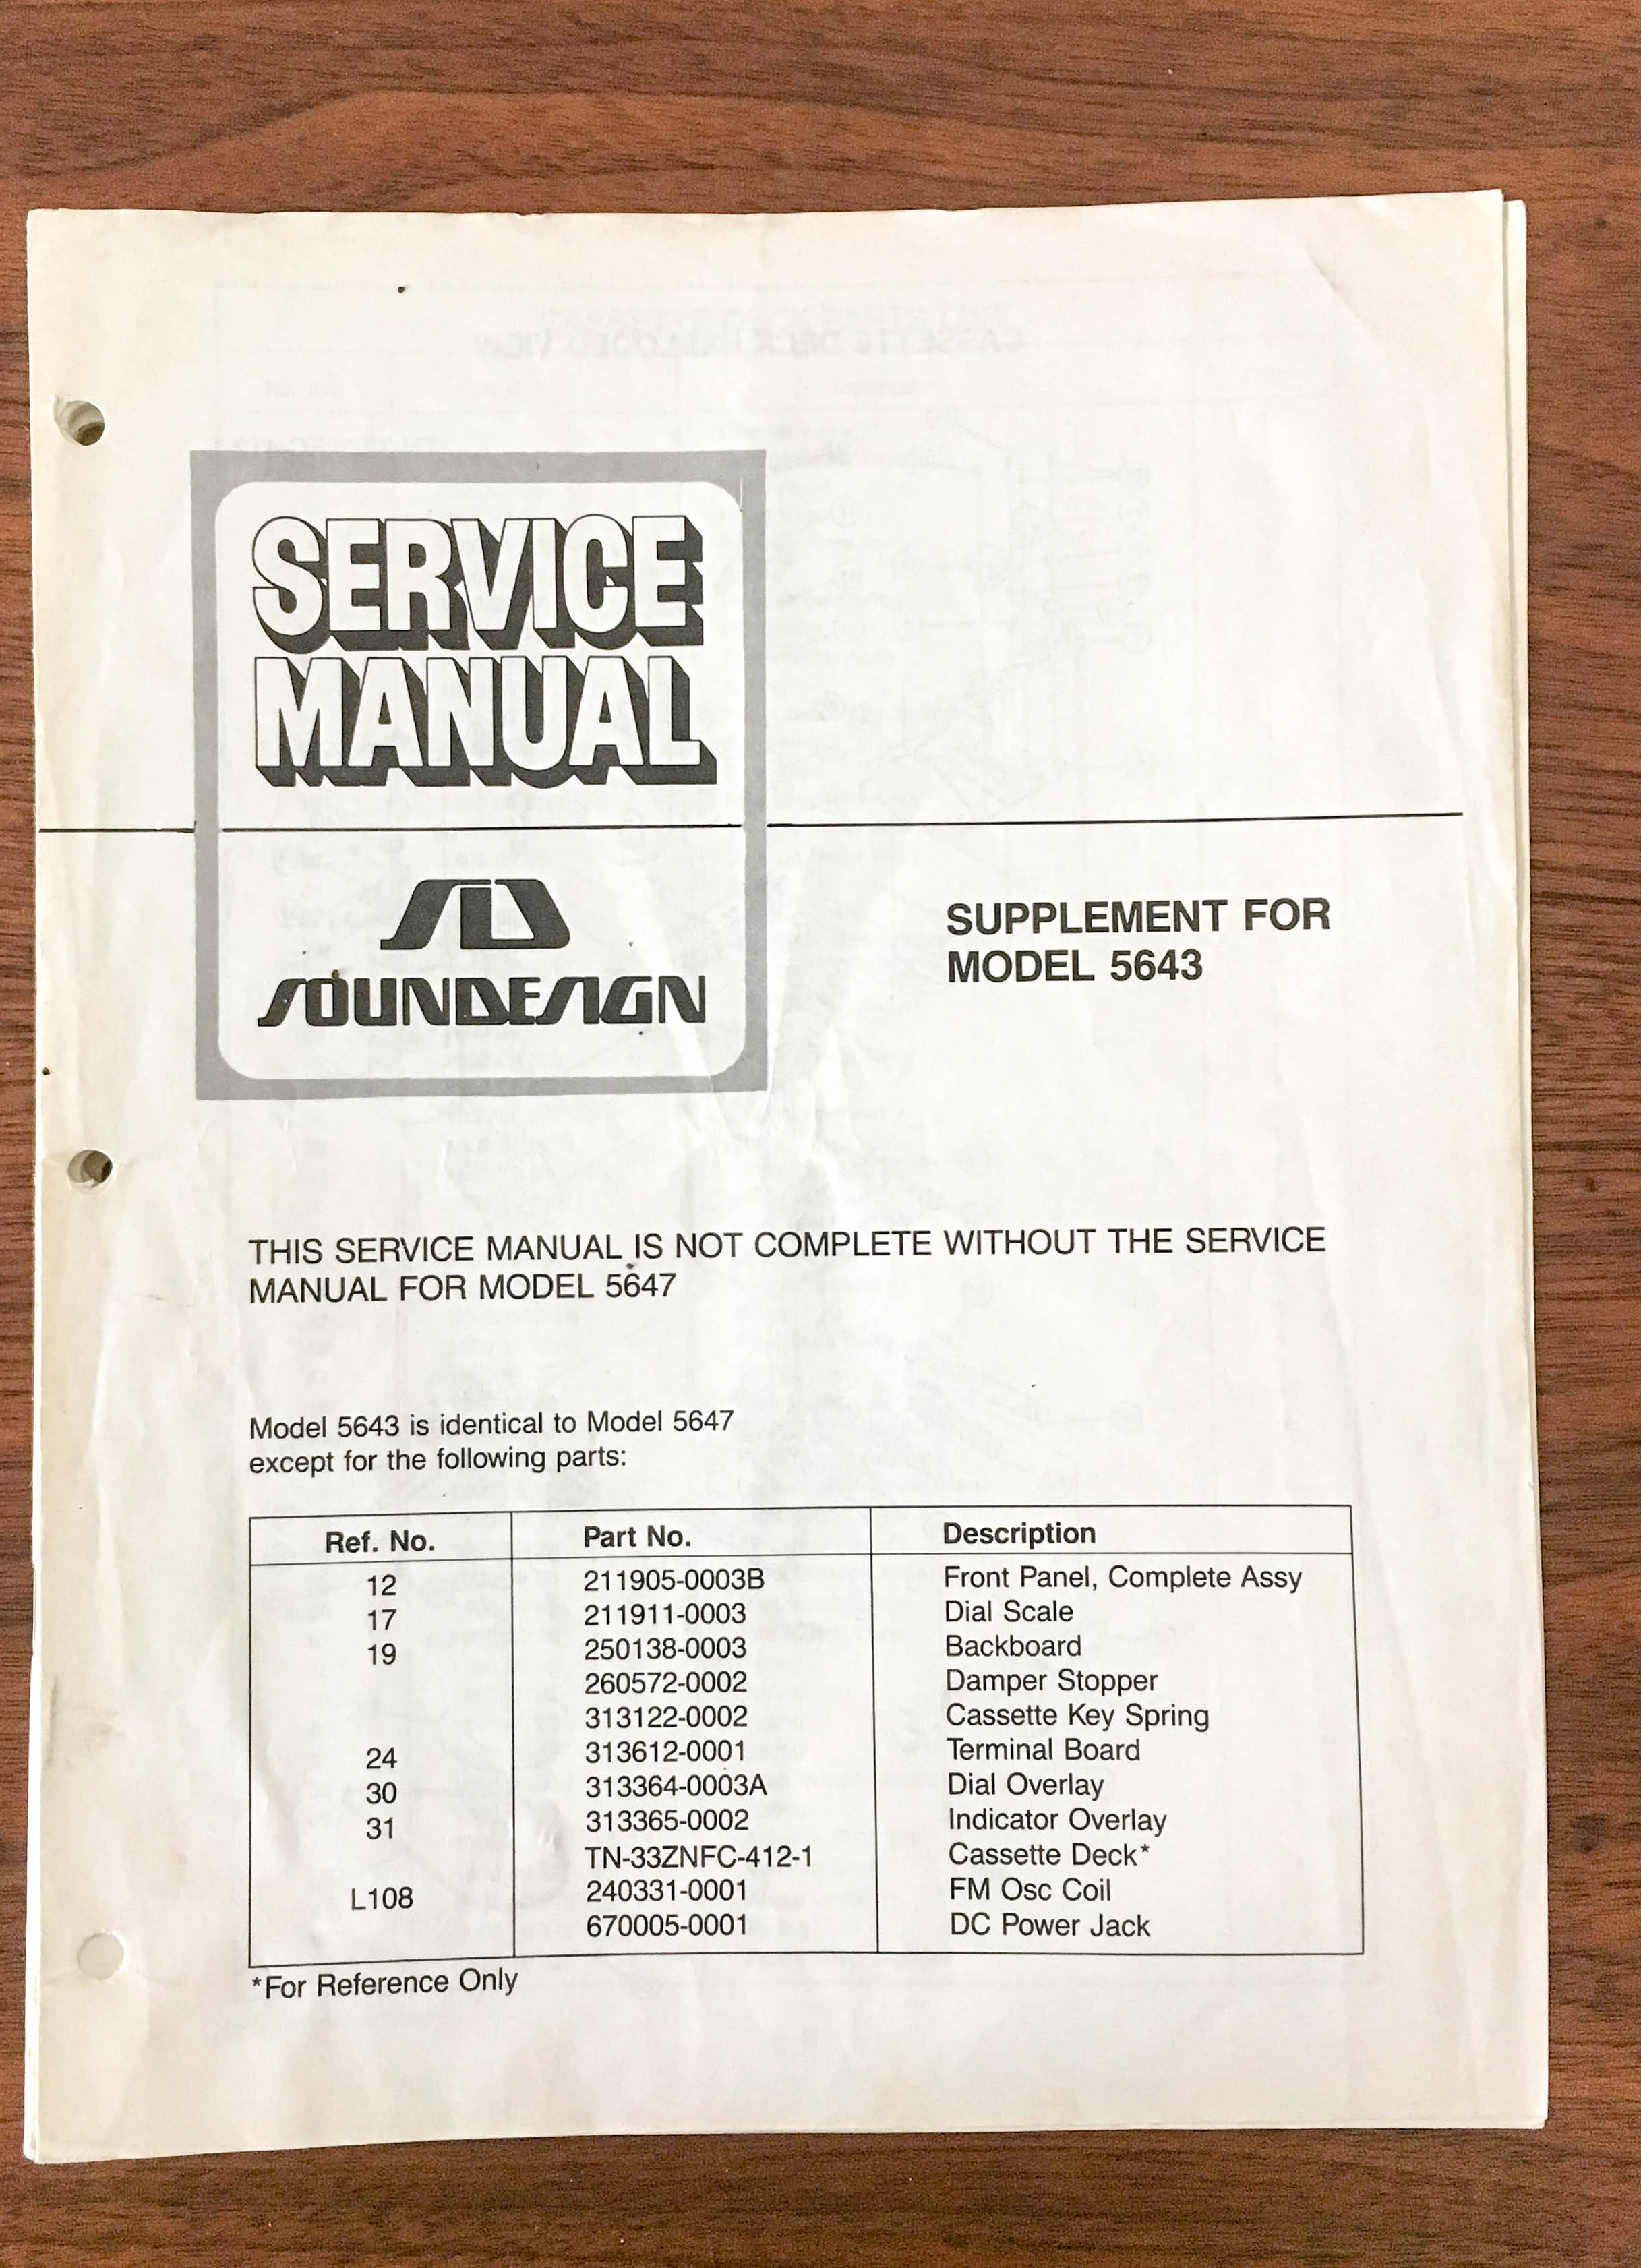 SERVICE
MANUAL
SD
SOUNDESIGN
SUPPLEMENT FOR
MODEL 5643
THIS SERVICE MANUAL IS NOT COMPLETE WITHOUT THE SERVICE
MANUAL FOR MODEL 5647
Model 5643 is identical to Model 5647
except for the following parts:
Ref. No. Part No. Description
12 211905-0003B Front Panel, Complete Assy
17 211911-0003 Dial Scale
19 250138-0003 Backboard
260572-0002 Damper Stopper
313122-0002 Cassette Key Spring
24 313612-0001 Terminal Board
30 313364-0003A Dial Overlay
31 313365-0002 Indicator Overlay
TN-33ZNFC-412-1 Cassette Deck*
L108 240331-0001 FM Osc Coil
670005-0001 DC Power Jack
*For Reference Only